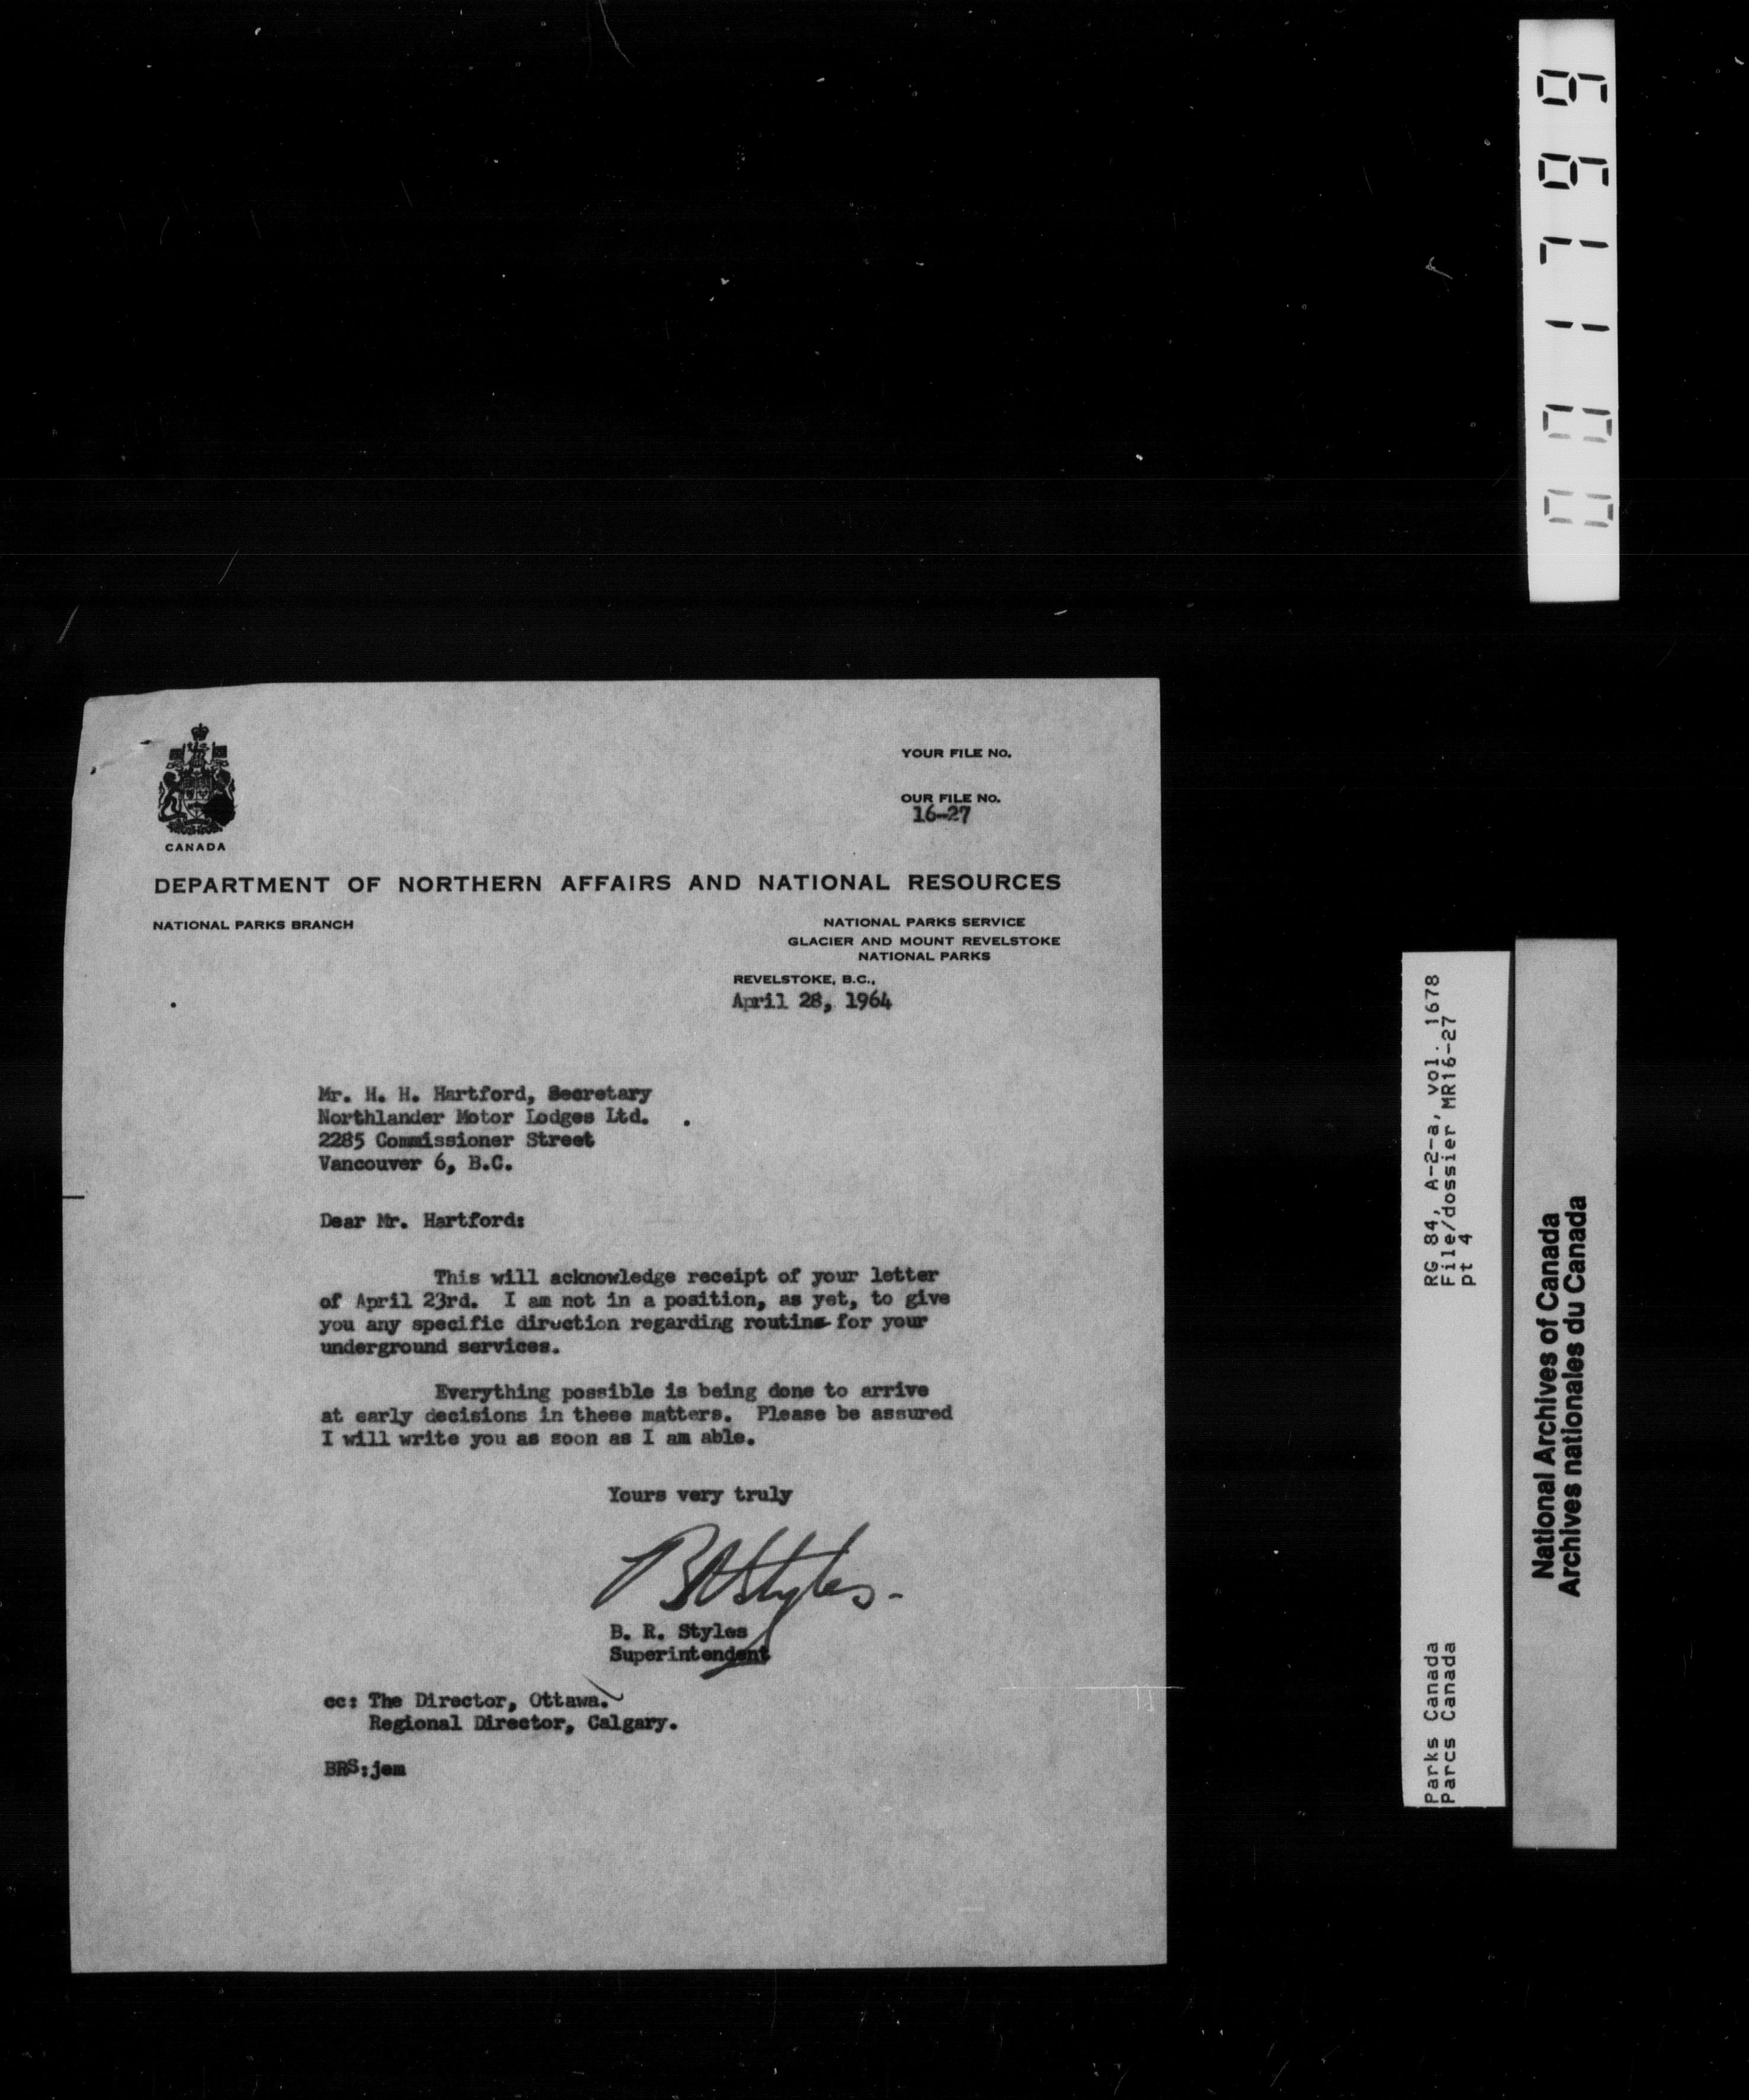 001799
CANADA
YOUR FILE NO.
OUR FILE NO.
16-27
DEPARTMENT OF NORTHERN AFFAIRS AND NATIONAL RESOURCES
NATIONAL PARKS BRANCH
NATIONAL PARKS SERVICE
GLACIER AND MOUNT REVELSTOKE
NATIONAL PARKS
REVELSTOKE, B.C.,
April 28, 1964
Mr. H. H. Hartford, Secretary
Northlander Motor Lodges Ltd.
2285 Commissioner Street
Vancouver 6, B.C.
Dear Mr. Hartford:
This will acknowledge receipt of your letter
of April 23rd. I am not in a position, as yet, to give
you any specific direction regarding routing for your
underground services.
Everything possible is being done to arrive
at early decisions in these matters. Please be assured
I will write you as soon as I am able.
Yours very truly
B R Styles
B. R. Styles
Superintendent
cc: The Director, Ottawa.
Regional Director, Calgary.
BRS:jem
Parks Canada
Parcs Canada
RG 84, A-2-a, vol. 1678
File/dossier MR16-27
pt 4
National Archives of Canada
Archives nationales du Canada